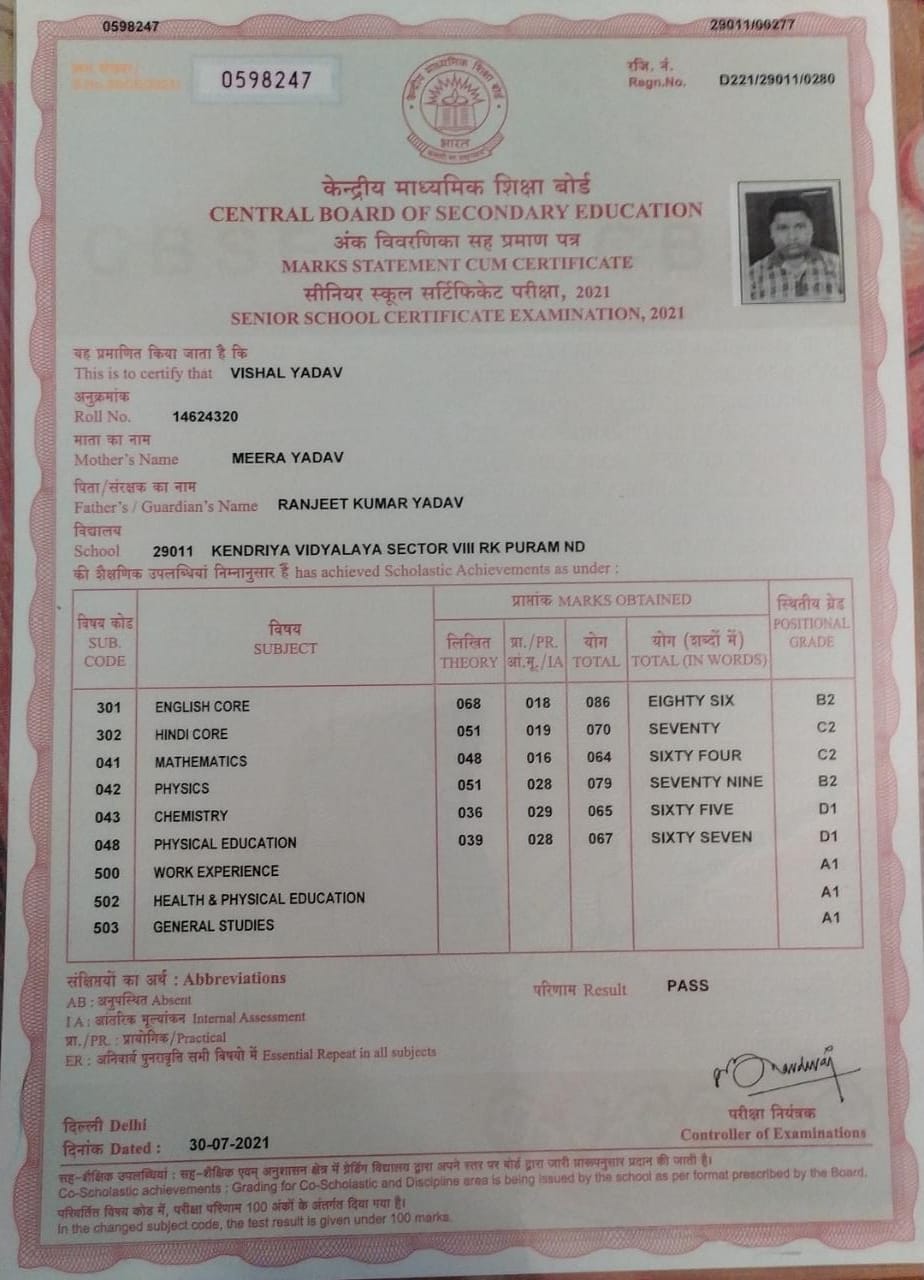 0598247
29011/00277
0598247
रजि. नं.
Regn.No. D221/29011/0280
भारत
केन्द्रीय माध्यमिक शिक्षा बोर्ड
CENTRAL BOARD OF SECONDARY EDUCATION
अंक विवरणिका सह प्रमाण पत्र
MARKS STATEMENT CUM CERTIFICATE
सीनियर स्कूल सर्टिफिकेट परीक्षा, 2021
SENIOR SCHOOL CERTIFICATE EXAMINATION, 2021
यह प्रमाणित किया जाता है कि
This is to certify that VISHAL YADAV
अनुक्रमांक
Roll No. 14624320
माता का नाम
Mother's Name MEERA YADAV
पिता/संरक्षक का नाम
Father's / Guardian's Name RANJEET KUMAR YADAV
विद्यालय
School 29011 KENDRIYA VIDYALAYA SECTOR VIII RK PURAM ND
की शैक्षणिक उपलब्धियां निम्नानुसार हैं has achieved Scholastic Achievements as under :
विषय कोड SUB. CODE
विषय SUBJECT
प्राप्तांक MARKS OBTAINED
लिखित THEORY
प्रा./PR. आं.मू./IA
योग TOTAL
योग (शब्दों में) TOTAL (IN WORDS)
स्थितीय ग्रेड POSITIONAL GRADE
301 ENGLISH CORE 068 018 086 EIGHTY SIX B2
302 HINDI CORE 051 019 070 SEVENTY C2
041 MATHEMATICS 048 016 064 SIXTY FOUR C2
042 PHYSICS 051 028 079 SEVENTY NINE B2
043 CHEMISTRY 036 029 065 SIXTY FIVE D1
048 PHYSICAL EDUCATION 039 028 067 SIXTY SEVEN D1
500 WORK EXPERIENCE A1
502 HEALTH & PHYSICAL EDUCATION A1
503 GENERAL STUDIES A1
संक्षिप्तियों का अर्थ : Abbreviations
AB : अनुपस्थित Absent
I A : आंतरिक मूल्यांकन Internal Assessment
प्रा./PR. : प्रायोगिक/Practical
ER : अनिवार्य पुनरावृति सभी विषयो में Essential Repeat in all subjects
परिणाम Result PASS
परीक्षा नियंत्रक
Controller of Examinations
दिल्ली Delhi
दिनांक Dated : 30-07-2021
सह-शैक्षिक उपलब्धियां : सह-शैक्षिक एवम् अनुशासन क्षेत्र में ग्रेडिंग विद्यालय द्वारा अपने स्तर पर बोर्ड द्वारा जारी प्रारूपनुसार प्रदान की जाती है।
Co-Scholastic achievements : Grading for Co-Scholastic and Discipline area is being issued by the school as per format prescribed by the Board.
परिवर्तित विषय कोड में, परीक्षा परिणाम 100 अंकों के अंतर्गत दिया गया है।
In the changed subject code, the test result is given under 100 marks.